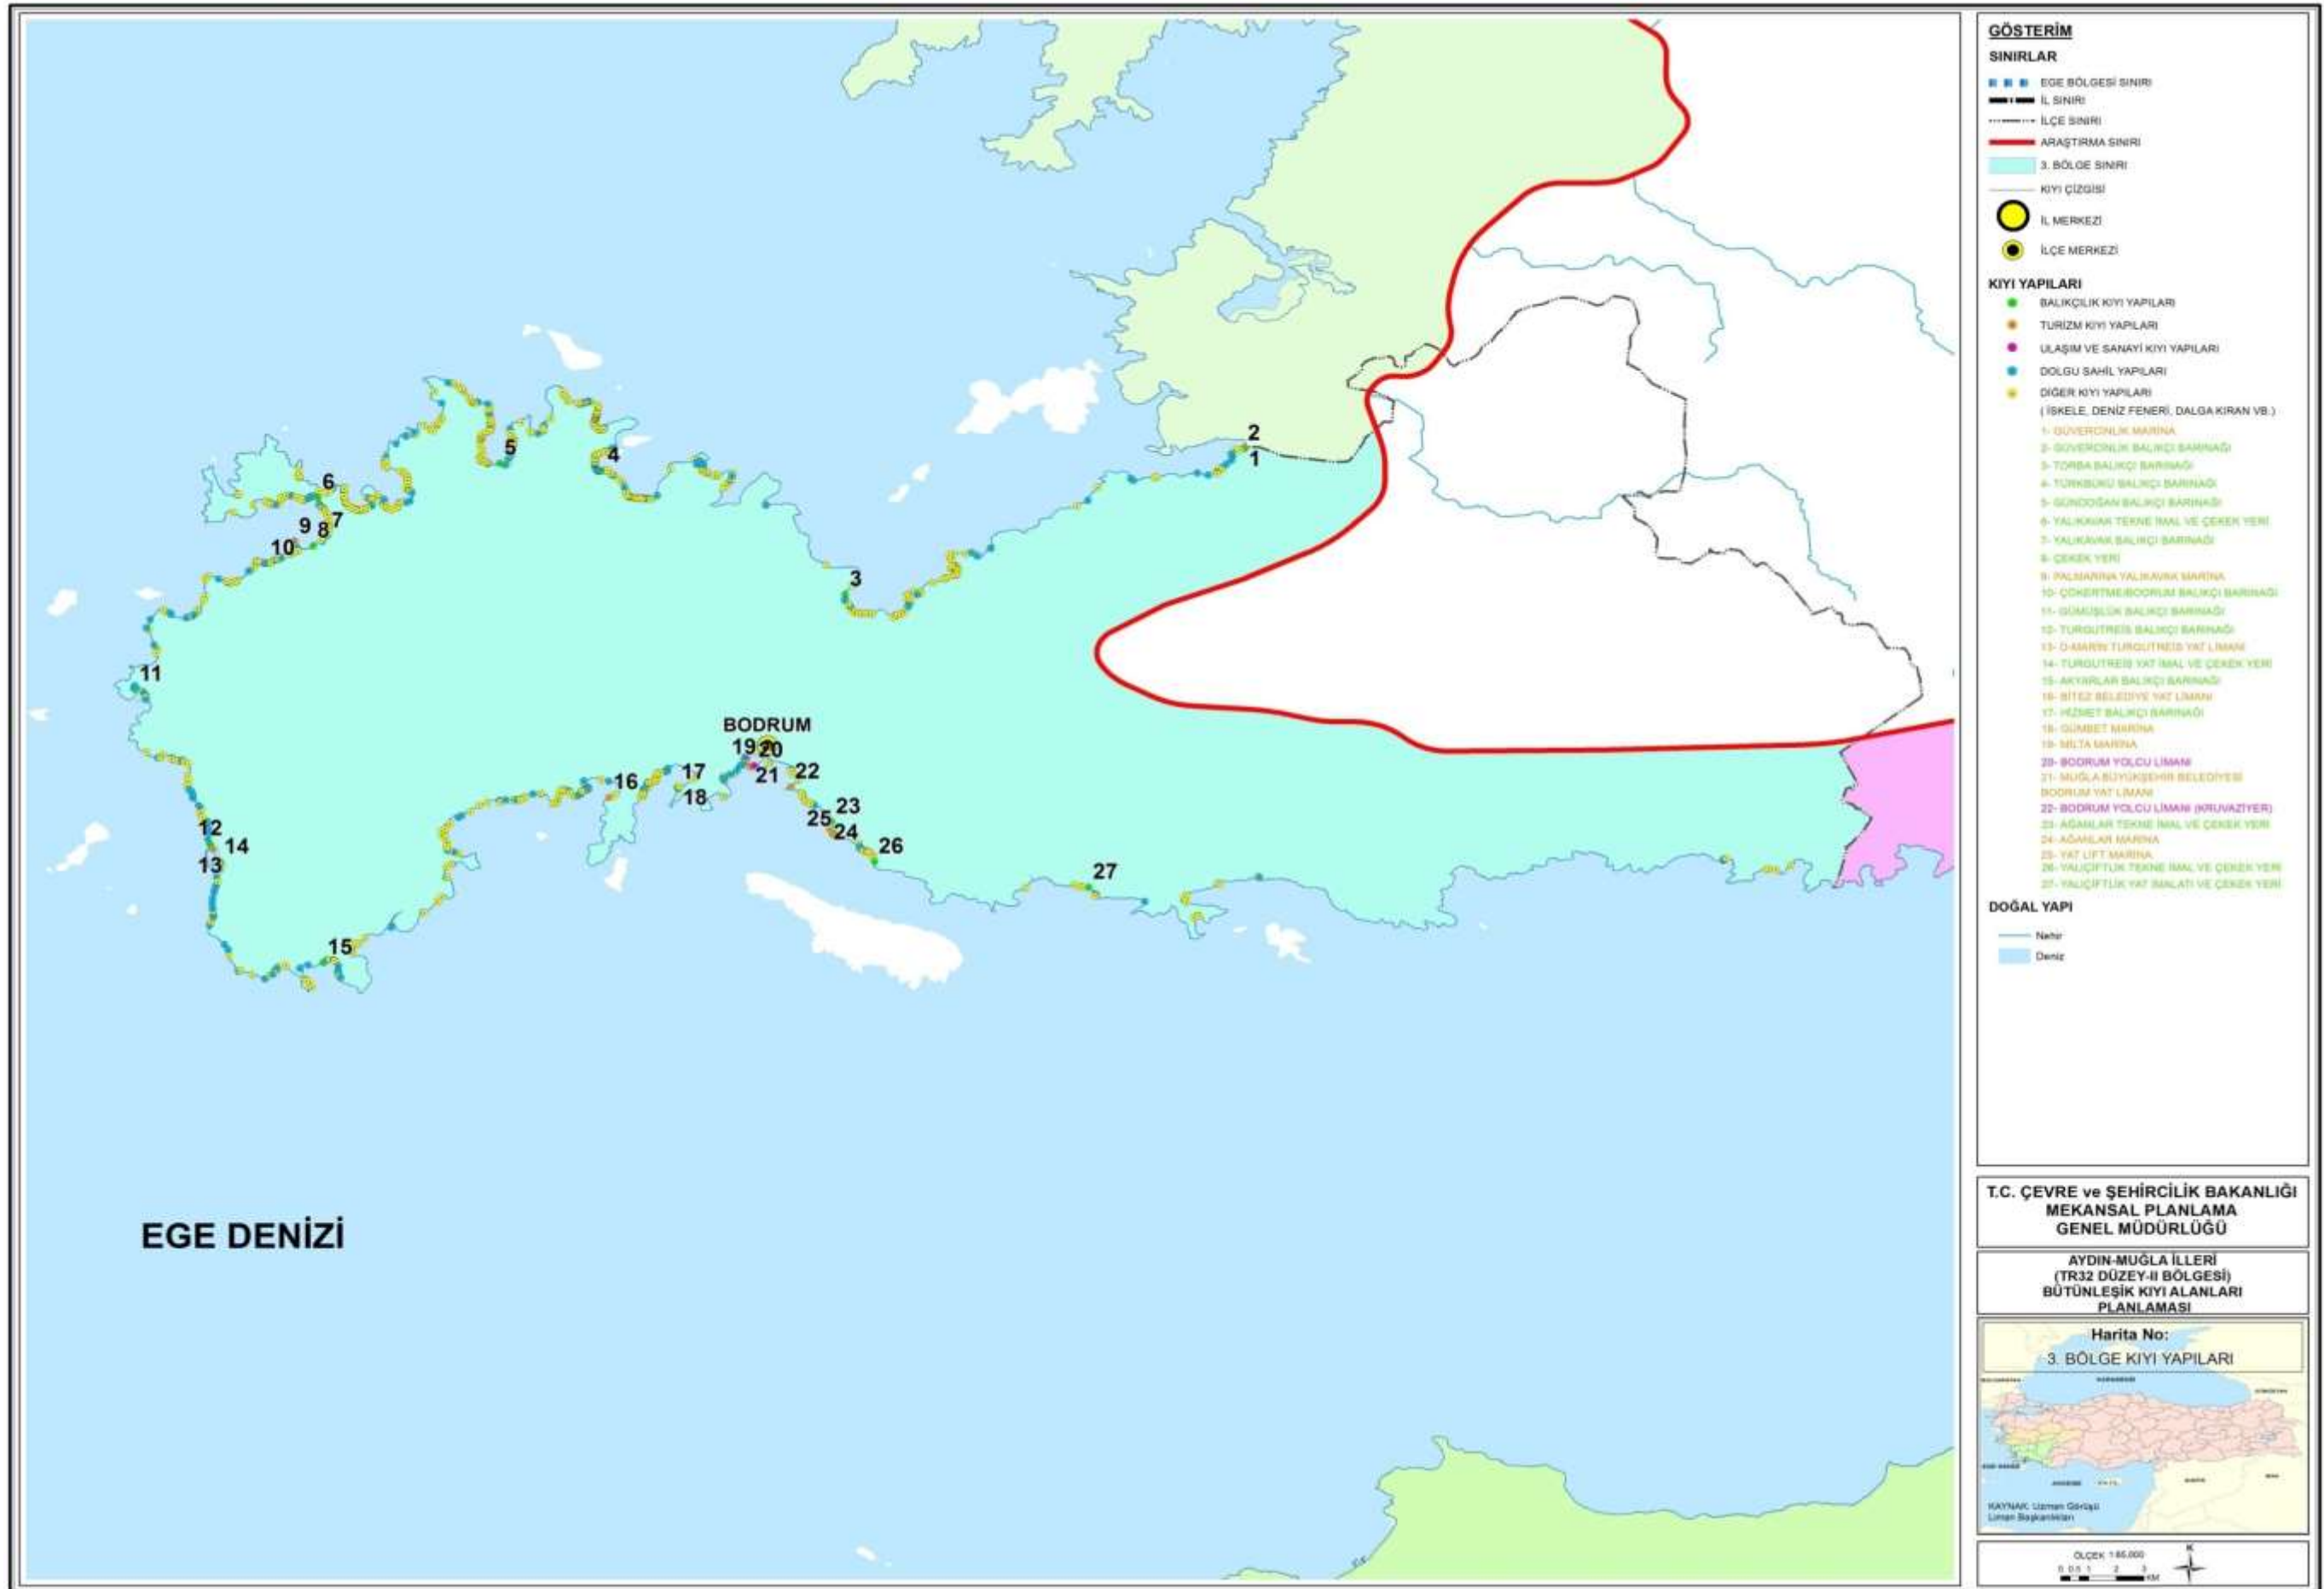 2
1
5
4
6
7
9
8
10
3
11
BODRUM
19
20
21
22
17
16
18
23
25
24
12
14
13
26
27
15
EGE DENİZİ
GÖSTERİM
SINIRLAR
EGE BÖLGESİ SINIRI
İL SINIRI
İLÇE SINIRI
ARAŞTIRMA SINIRI
3. BÖLGE SINIRI
KIYI ÇİZGİSİ
İL MERKEZİ
İLÇE MERKEZİ
KIYI YAPILARI
BALIKÇILIK KIYI YAPILARI
TURİZM KIYI YAPILARI
ULAŞIM VE SANAYİ KIYI YAPILARI
DOLGU SAHİL YAPILARI
DİĞER KIYI YAPILARI
( İSKELE, DENİZ FENERİ, DALGA KIRAN VB.)
1- GÜVERCİNLİK MARİNA
2- GÜVERCİNLİK BALIKÇI BARINAĞI
3- TORBA BALIKÇI BARINAĞI
4- TÜRKBÜKÜ BALIKÇI BARINAĞI
5- GÜNDOĞAN BALIKÇI BARINAĞI
6- YALIKAVAK TEKNE İMAL VE ÇEKEK YERİ
7- YALIKAVAK BALIKÇI BARINAĞI
8- ÇEKEK YERİ
9- PALMARİNA YALIKAVAK MARİNA
10- ÇÖKERTME/BODRUM BALIKÇI BARINAĞI
11- GÜMÜŞLÜK BALIKÇI BARINAĞI
12- TURGUTREİS BALIKÇI BARINAĞI
13- D-MARİN TURGUTREİS YAT LİMANI
14- TURGUTREİS YAT İMAL VE ÇEKEK YERİ
15- AKYARLAR BALIKÇI BARINAĞI
16- BİTEZ BELEDİYE YAT LİMANI
17- HİZMET BALIKÇI BARINAĞI
18- GÜMBET MARİNA
19- MİLTA MARİNA
20- BODRUM YOLCU LİMANI
21- MUĞLA BÜYÜKŞEHİR BELEDİYESİ
BODRUM YAT LİMANI
22- BODRUM YOLCU LİMANI (KRUVAZİYER)
23- AĞANLAR TEKNE İMAL VE ÇEKEK YERİ
24- AĞANLAR MARİNA
25- YAT LİFT MARİNA
26- YALIÇİFTLİK TEKNE İMAL VE ÇEKEK YERİ
27- YALIÇİFTLİK YAT İMALATI VE ÇEKEK YERİ
DOĞAL YAPI
Nehir
Deniz
T.C. ÇEVRE ve ŞEHİRCİLİK BAKANLIĞI
MEKANSAL PLANLAMA
GENEL MÜDÜRLÜĞÜ
AYDIN-MUĞLA İLLERİ
(TR32 DÜZEY-II BÖLGESİ)
BÜTÜNLEŞİK KIYI ALANLARI
PLANLAMASI
Harita No:
3. BÖLGE KIYI YAPILARI
KAYNAK: Uzman Görüşü
Liman Başkanlıkları
ÖLÇEK 1:85.000
K
0 0.5 1 2 3
KM